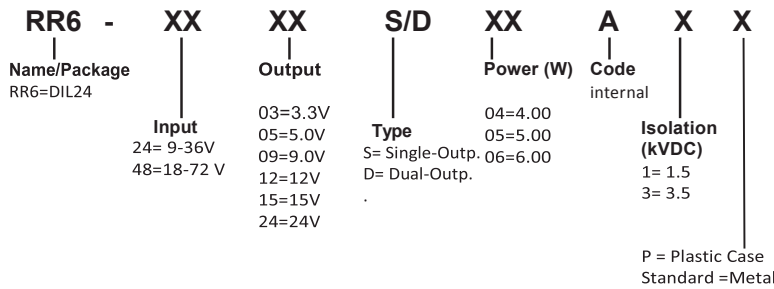 RR6 - XX XX S/D XX A X X
Name/Package
RR6=DIL24
Input
24= 9-36V
48=18-72 V
Output
03=3.3V
05=5.0V
09=9.0V
12=12V
15=15V
24=24V
Type
S= Single-Outp.
D= Dual-Outp.
.
Power (W)
04=4.00
05=5.00
06=6.00
Code
internal
Isolation
(kVDC)
1= 1.5
3= 3.5
P = Plastic Case
Standard =Metal